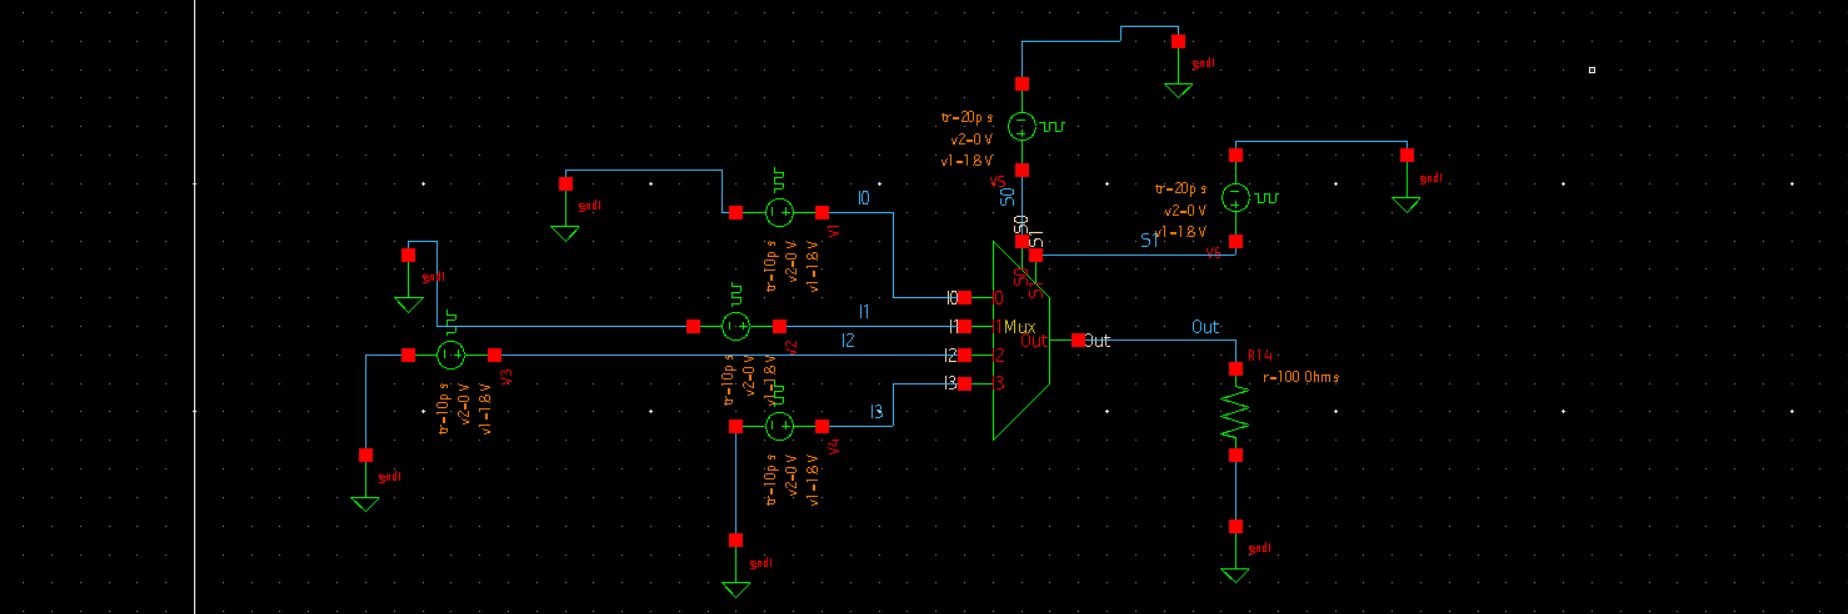 gnd!
tr=20p s
v2=0 V
v1=1.8 V
V5
S0
S0
S1
S0
S1
tr=20p s
v2=0 V
v1=1.8 V
V6
S1
gnd!
gnd!
I0
V1
tr=10p s
v2=0 V
v1=1.8 V
gnd!
I0
0
I1
I1
1
Mux
Out
Out
Out
V2
tr=10p s
v2=0 V
v1=1.8 V
I2
I2
2
V3
tr=10p s
v2=0 V
v1=1.8 V
I3
3
I3
V4
tr=10p s
v2=0 V
v1=1.8 V
R14
r=100 Ohms
gnd!
gnd!
gnd!